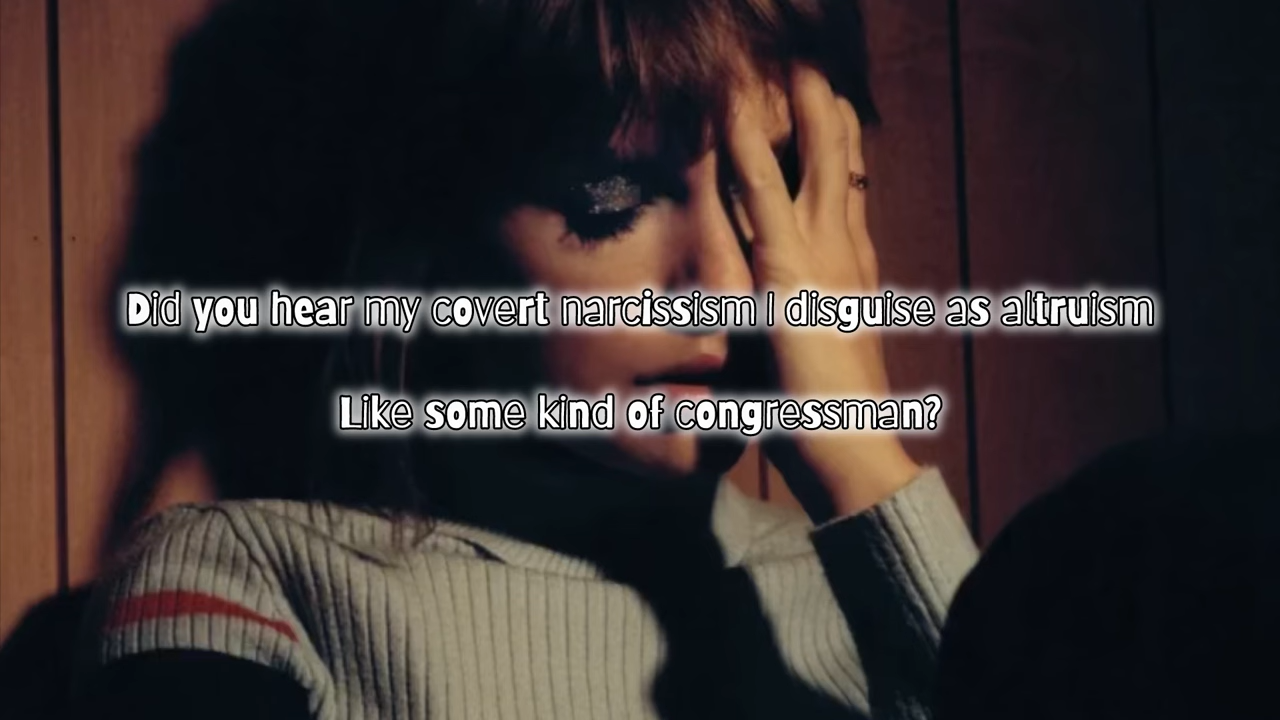 Did you hear my covert narcissism I disguise as altruism
Like some kind of congressman?